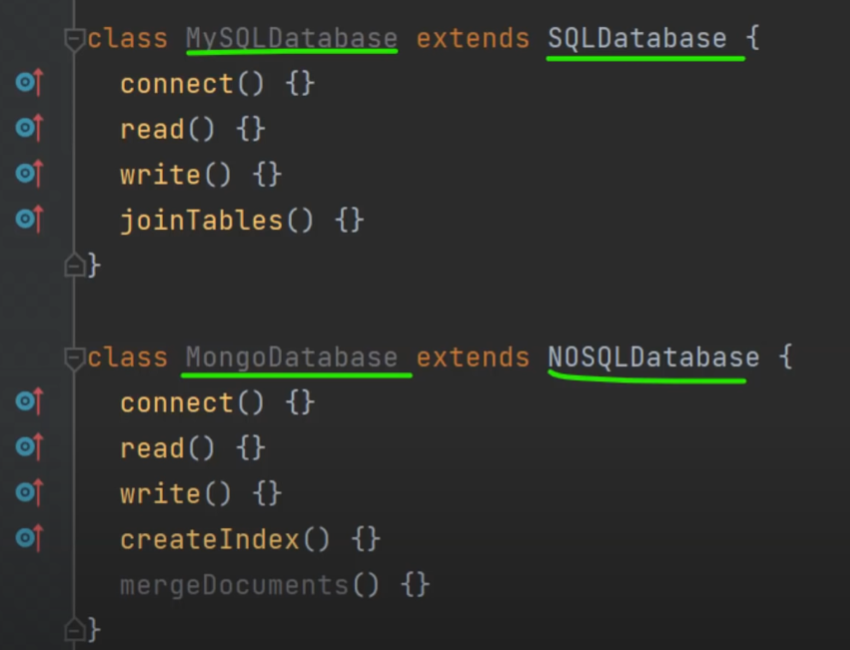 class MySQLDatabase extends SQLDatabase {
connect() {}
read() {}
write() {}
joinTables() {}
}
class MongoDatabase extends NOSQLDatabase {
connect() {}
read() {}
write() {}
createIndex() {}
mergeDocuments() {}
}